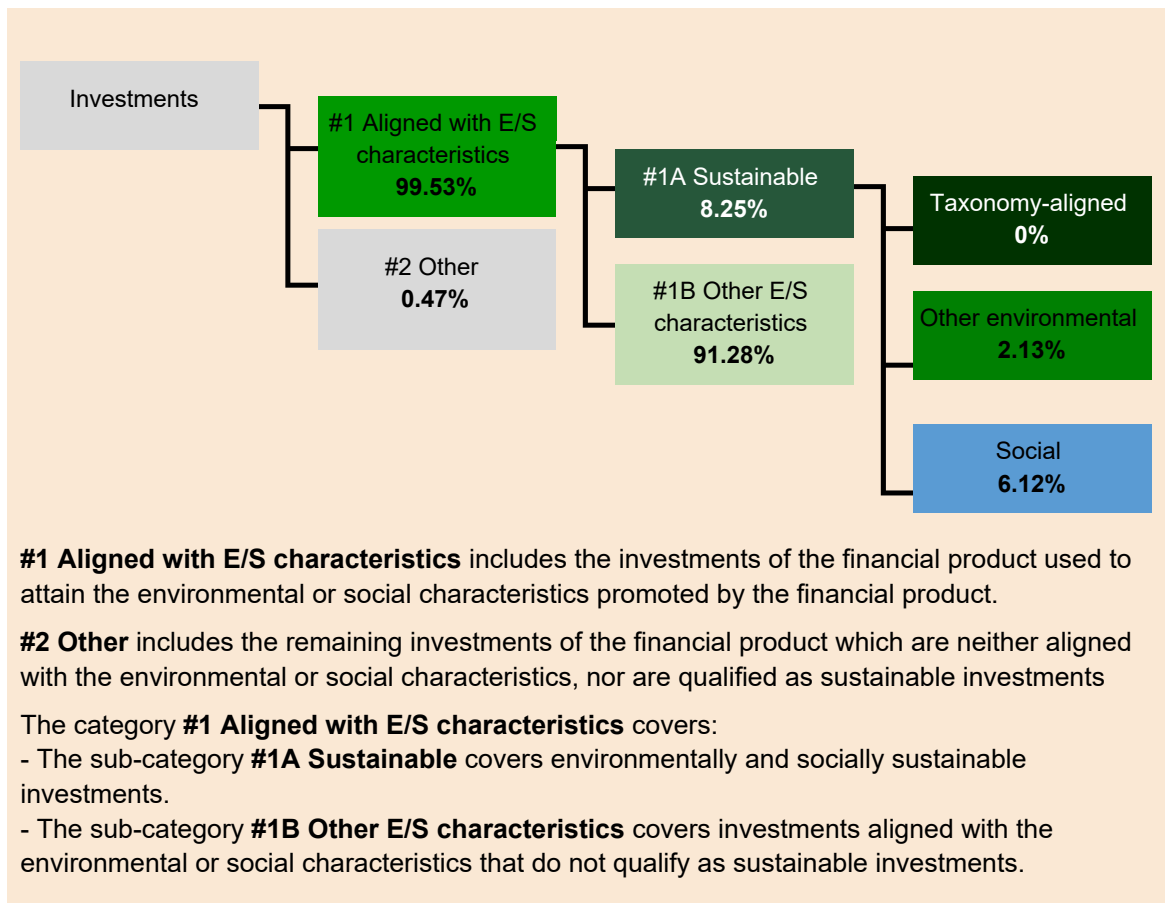 Investments
#1 Aligned with E/S
characteristics
99.53%
#2 Other
0.47%
#1A Sustainable
8.25%
#1B Other E/S
characteristics
91.28%
Taxonomy-aligned
0%
Other environmental
2.13%
Social
6.12%
#1 Aligned with E/S characteristics includes the investments of the financial product used to
attain the environmental or social characteristics promoted by the financial product.
#2 Other includes the remaining investments of the financial product which are neither aligned
with the environmental or social characteristics, nor are qualified as sustainable investments
The category #1 Aligned with E/S characteristics covers:
- The sub-category #1A Sustainable covers environmentally and socially sustainable
investments.
- The sub-category #1B Other E/S characteristics covers investments aligned with the
environmental or social characteristics that do not qualify as sustainable investments.